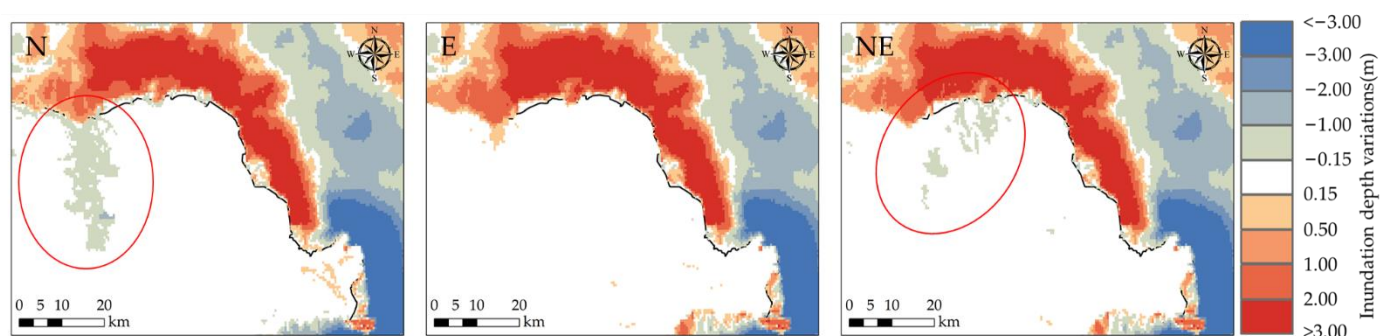 N
W E
S
0 5 10 20
km
E
W E
S
0 5 10 20
km
NE
W E
S
0 5 10 20
km
<-3.00
-3.00
-2.00
-1.00
-0.15
0.15
0.50
1.00
2.00
>3.00
Inundation depth variations(m)